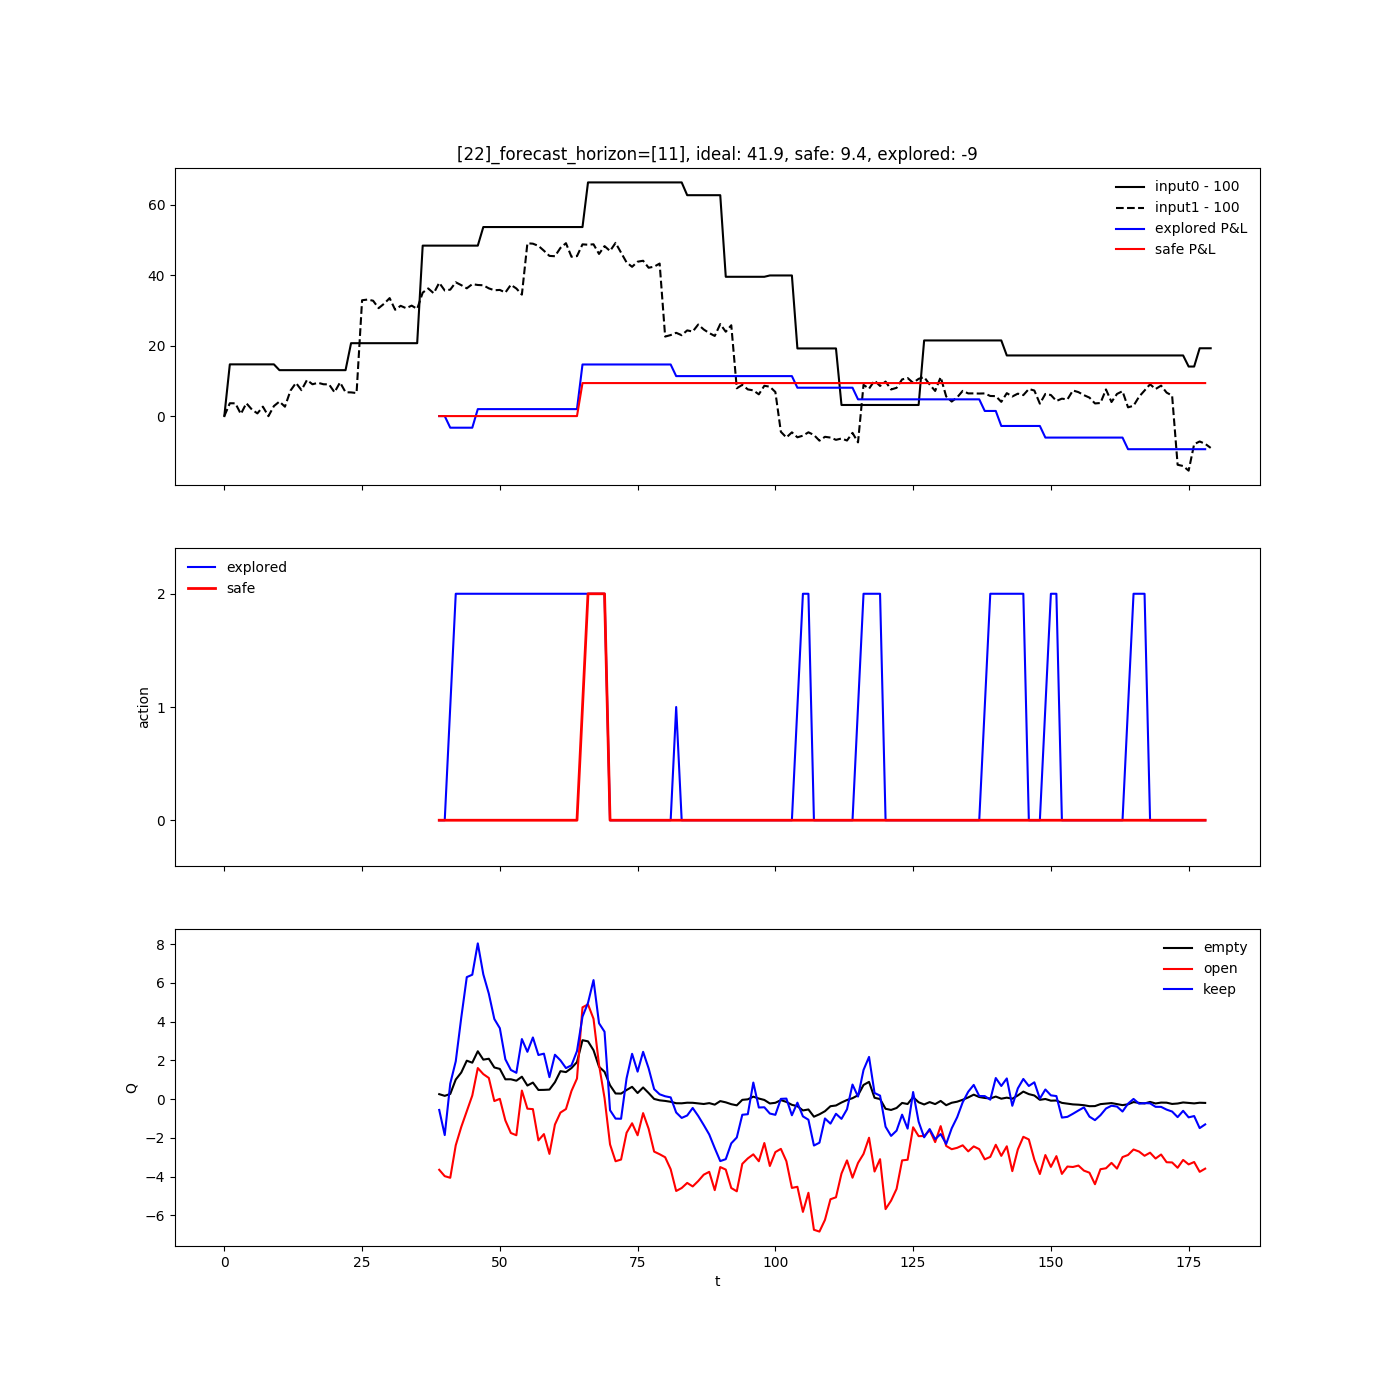 [22]_forecast_horizon=[11], ideal: 41.9, safe: 9.4, explored: -9
input0 - 100
input1 - 100
explored P&L
safe P&L
60
40
20
0
explored
safe
2
1
0
action
empty
open
keep
8
6
4
2
0
−2
−4
−6
Q
0 25 50 75 100 125 150 175
t